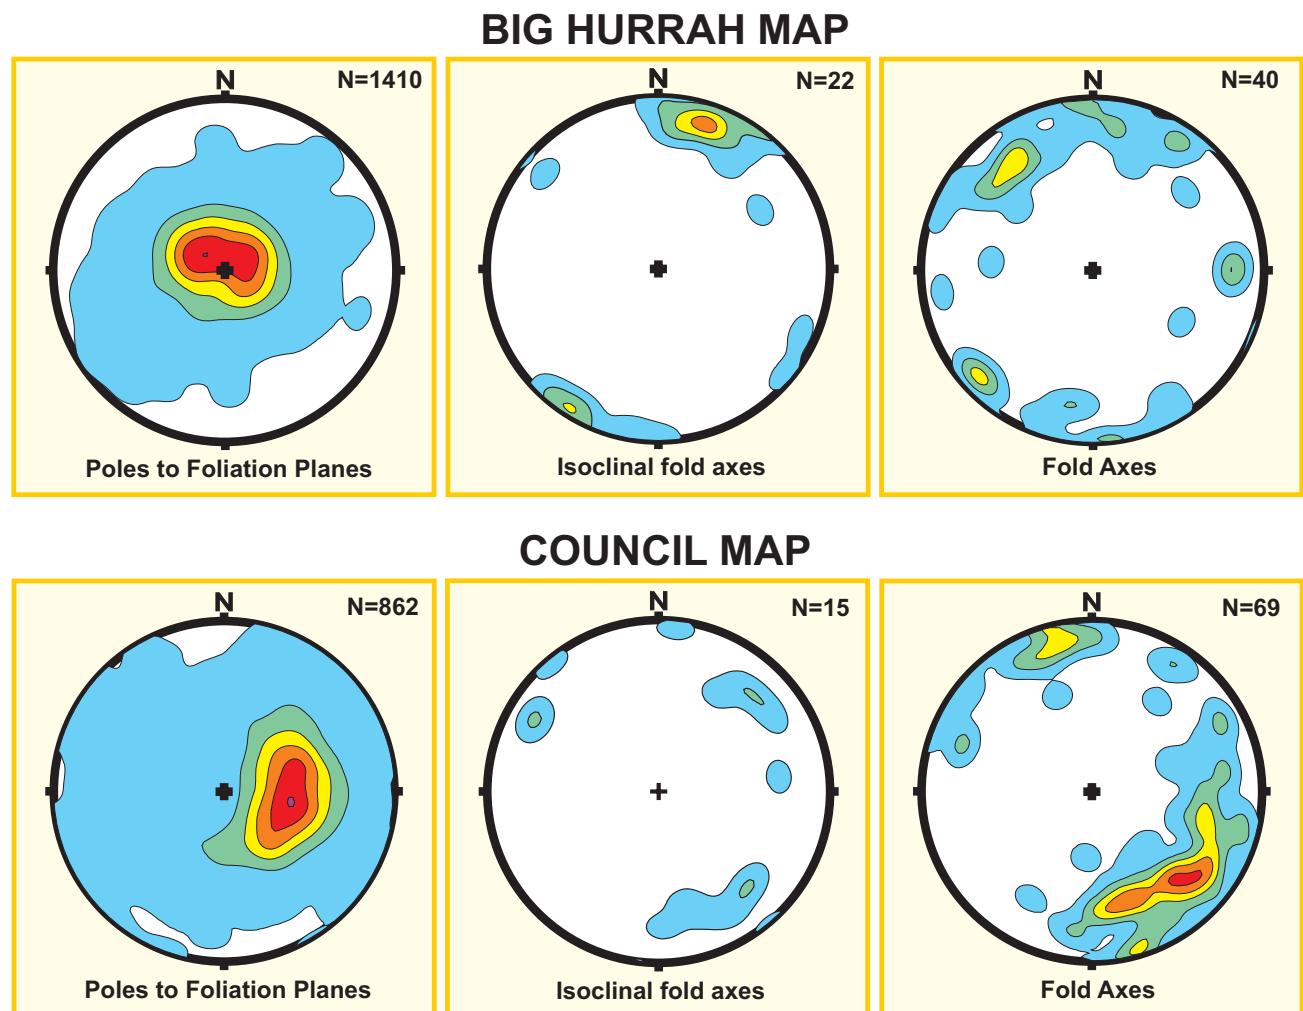 BIG HURRAH MAP
N N=1410
N N=22
N N=40
Poles to Foliation Planes
Isoclinal fold axes
Fold Axes
COUNCIL MAP
N N=862
N N=15
N N=69
Poles to Foliation Planes
Isoclinal fold axes
Fold Axes